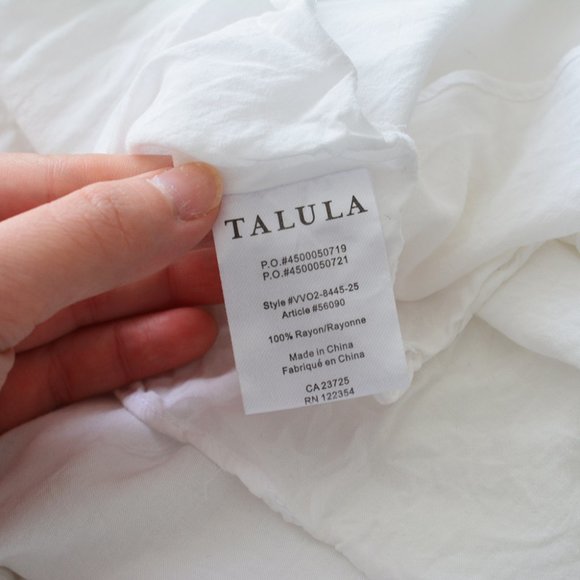 TALULA
P.O.#4500050719
P.O.#4500050721
Style #VVO2-8445-25
Article #56090
100% Rayon/Rayonne
Made in China
Fabriqué en China
CA 23725
RN 122354